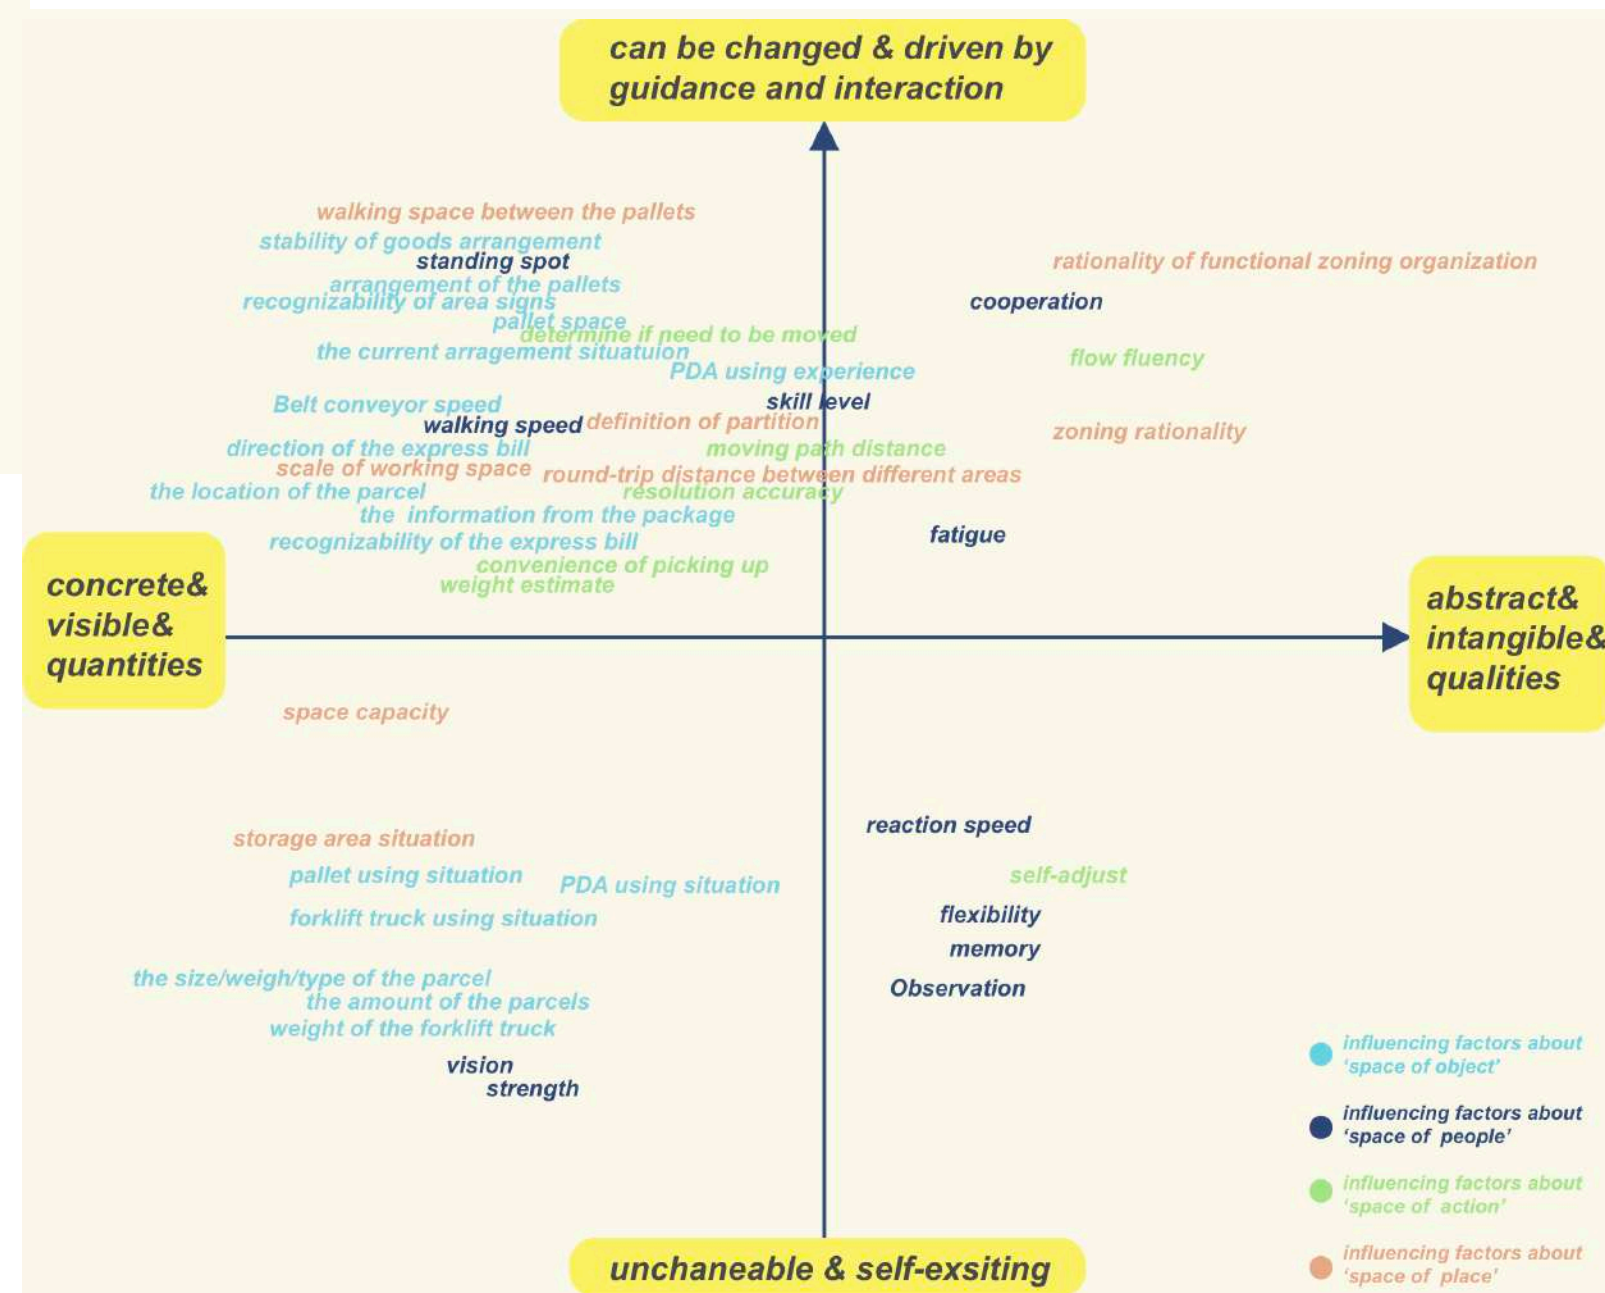 can be changed & driven by
guidance and interaction
walking space between the pallets
stability of goods arrangement
standing spot
rationality of functional zoning organization
arrangement of the pallets
recognizability of area signs
cooperation
pallet space
determine if need to be moved
the current arragement situatuion
flow fluency
PDA using experience
skill level
Belt conveyor speed
walking speed
definition of partition
zoning rationality
direction of the express bill
moving path distance
scale of working space
round-trip distance between different areas
the location of the parcel
resolution accuracy
the information from the package
fatigue
recognizability of the express bill
convenience of picking up
weight estimate
concrete&
visible&
quantities
abstract&
intangible&
qualities
space capacity
reaction speed
storage area situation
pallet using situation
PDA using situation
self-adjust
forklift truck using situation
flexibility
memory
the size/weigh/type of the parcel
Observation
the amount of the parcels
weight of the forklift truck
vision
strength
influencing factors about
‘space of object’
influencing factors about
‘space of people’
influencing factors about
‘space of action’
influencing factors about
‘space of place’
unchaneable & self-exsiting